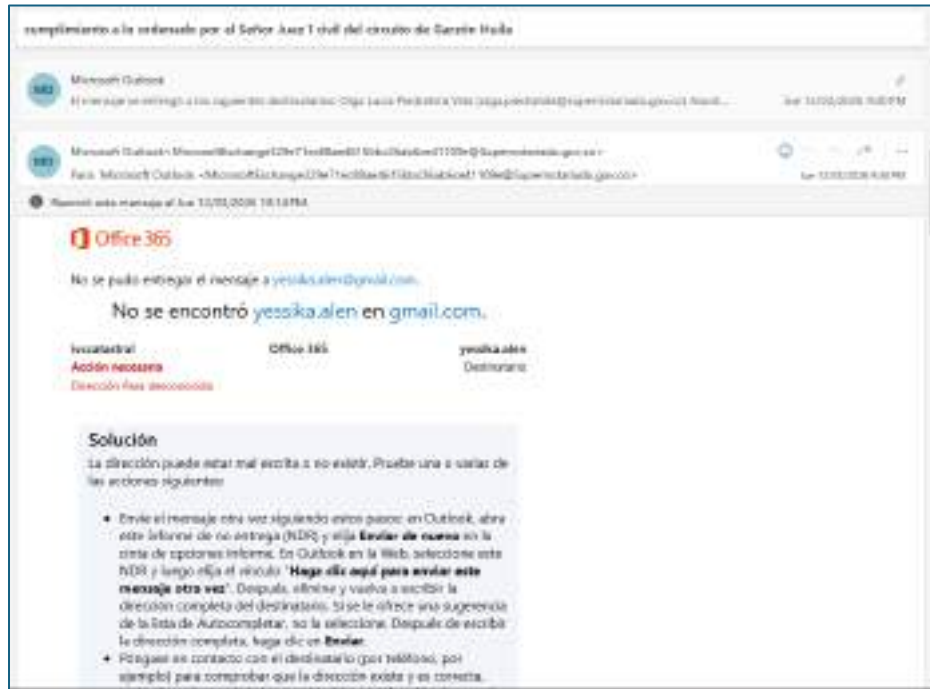 cumplimiento a lo ordenado por el Señor Juez 1 civil del circuito de Garzón Huila
Microsoft Outlook
El mensaje se entregó a los siguientes destinatarios: Olga Lucia
Microsoft Outlook
Para: Microsoft Outlook
Reenvió este mensaje el
Office 365
No se pudo entregar el mensaje a yessika.alen@gmail.com.
No se encontró yessika.alen en gmail.com.
Office 365 yessika.alen
Acción necesaria Destinatario
Dirección Para desconocida
Solución
La dirección puede estar mal escrita o no existir. Pruebe una o varias de
las acciones siguientes:
• Envíe el mensaje otra vez siguiendo estos pasos: en Outlook, abra
este informe de no entrega (NDR) y elija Enviar de nuevo en la
cinta de opciones Informe. En Outlook en la Web, seleccione este
NDR y luego elija el vínculo "Haga clic aquí para enviar este
mensaje otra vez". Después, elimine y vuelva a escribir la
dirección completa del destinatario. Si se le ofrece una sugerencia
de la lista de Autocompletar, no la seleccione. Después de escribir
la dirección completa, haga clic en Enviar.
• Póngase en contacto con el destinatario (por teléfono, por
ejemplo) para comprobar que la dirección existe y es correcta.